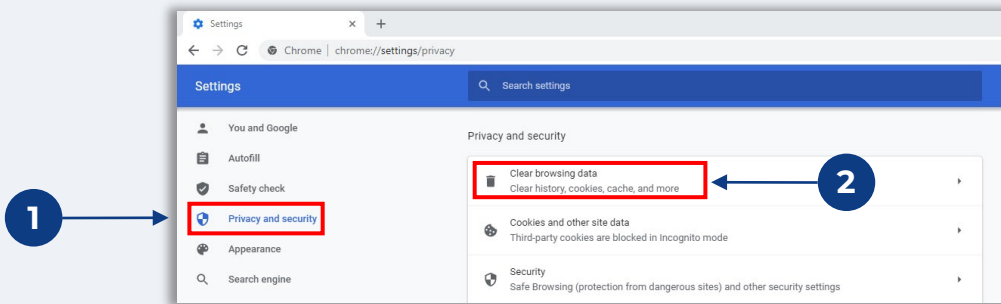 Settings
Chrome | chrome://settings/privacy
Settings
Search settings
You and Google
Autofill
Safety check
Privacy and security
Appearance
Search engine
Privacy and security
Clear browsing data
Clear history, cookies, cache, and more
Cookies and other site data
Third-party cookies are blocked in Incognito mode
Security
Safe Browsing (protection from dangerous sites) and other security settings
1
2